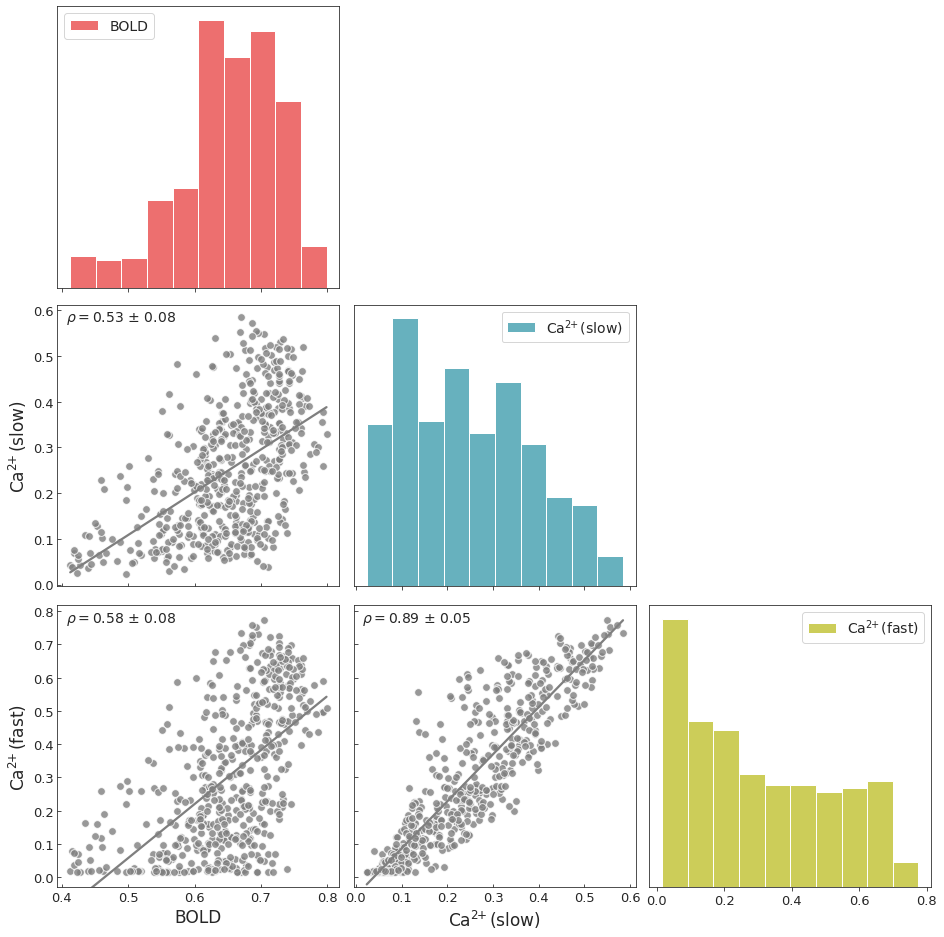 BOLD
ρ = 0.53 ± 0.08
0.6
0.5
0.4
0.3
0.2
0.1
0.0
Ca²⁺ (slow)
Ca²⁺ (slow)
ρ = 0.58 ± 0.08
0.8
0.7
0.6
0.5
0.4
0.3
0.2
0.1
0.0
Ca²⁺ (fast)
0.4 0.5 0.6 0.7 0.8
BOLD
ρ = 0.89 ± 0.05
0.0 0.1 0.2 0.3 0.4 0.5 0.6
Ca²⁺ (slow)
Ca²⁺ (fast)
0.0 0.2 0.4 0.6 0.8